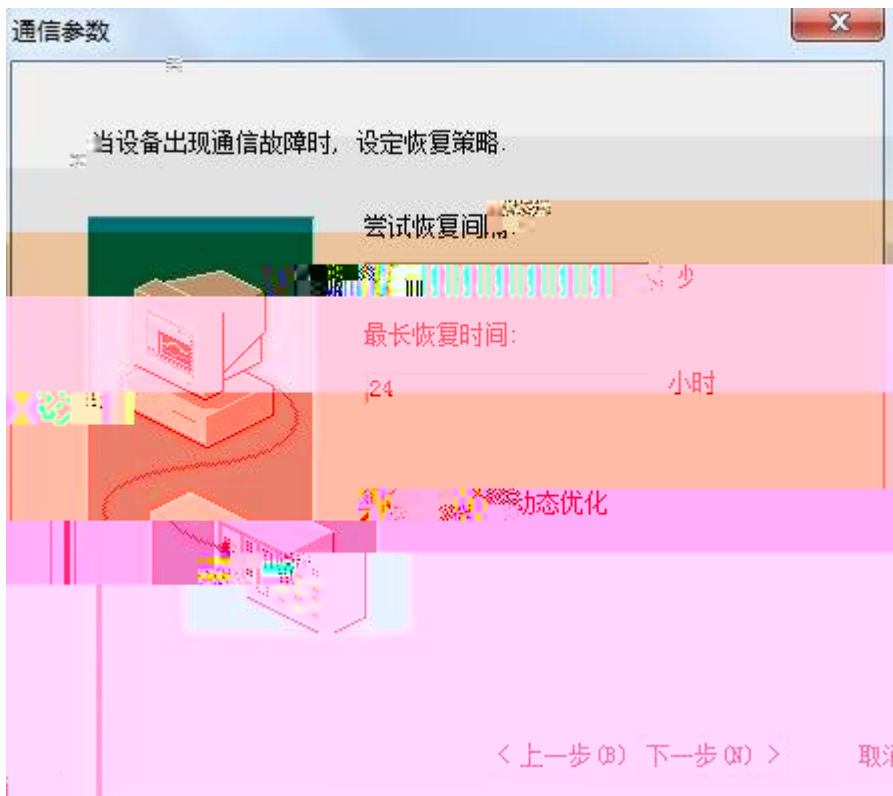 通信参数
当设备出现通信故障时, 设定恢复策略.
尝试恢复间
最长恢复时间:
24 小时
动态优化
< 上一步(B) 下一步(N) >